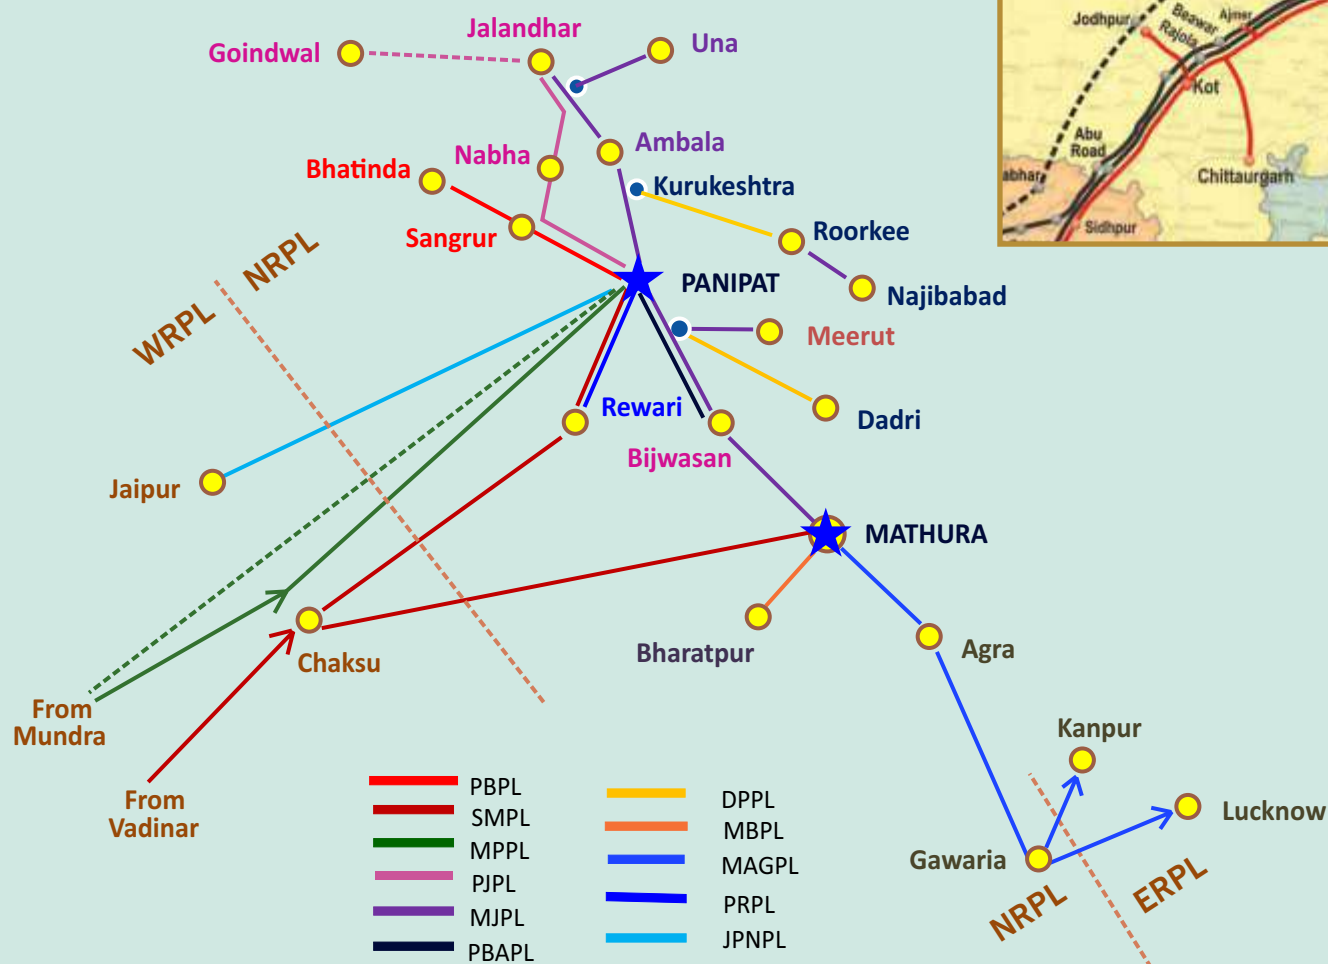 Jalandhar
Goindwal
Una
Jodhpur
Beawar
Ajmer
Rajola
Kot
Abu
Road
abhar
Chittaurgarh
Sidhpur
Nabha
Ambala
Bhatinda
Kurukeshtra
Sangrur
Roorkee
NRPL
PANIPAT
Najibabad
WRPL
Meerut
Rewari
Dadri
Bijwasan
Jaipur
MATHURA
Chaksu
Bharatpur
Agra
From
Mundra
Kanpur
From
Vadinar
Lucknow
Gawaria
NRPL
ERPL
PBPL
SMPL
MPPL
PJPL
MJPL
PBAPL
DPPL
MBPL
MAGPL
PRPL
JPNPL